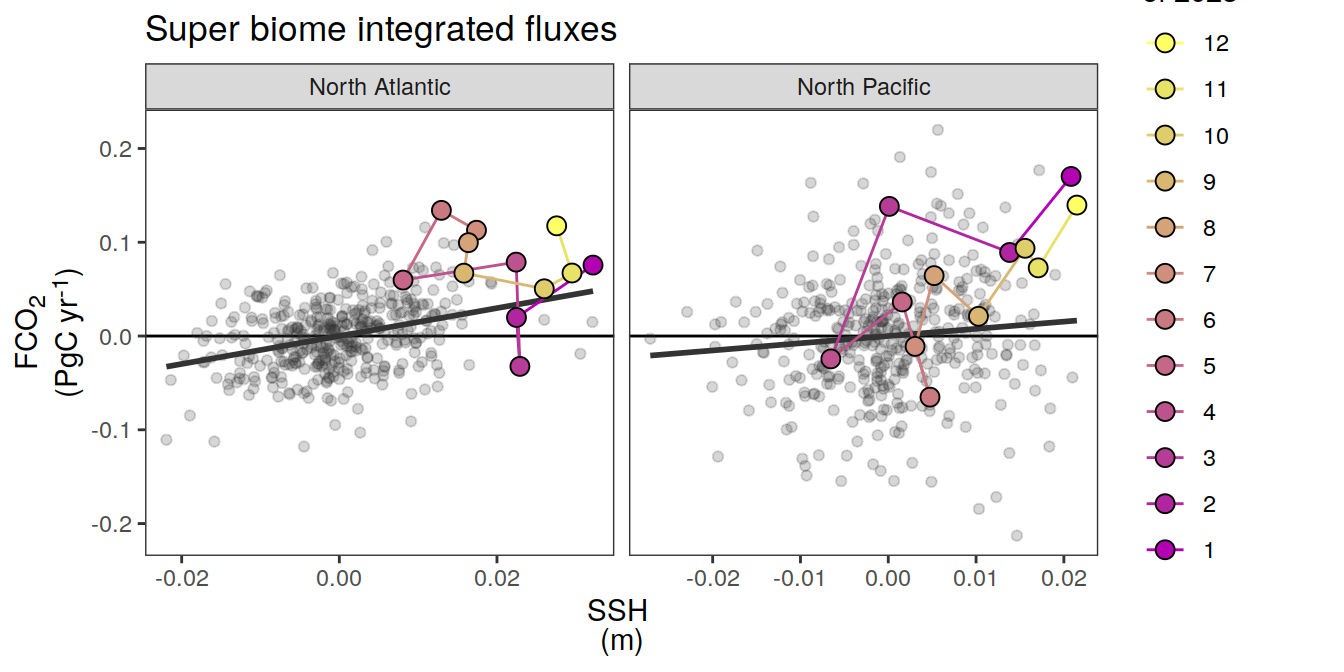 Super biome integrated fluxes
North Atlantic
North Pacific
0.2
0.1
0.0
-0.1
-0.2
FCO2
(PgC yr-1)
-0.02 0.00 0.02
-0.02 -0.01 0.00 0.01 0.02
SSH
(m)
12
11
10
9
8
7
6
5
4
3
2
1